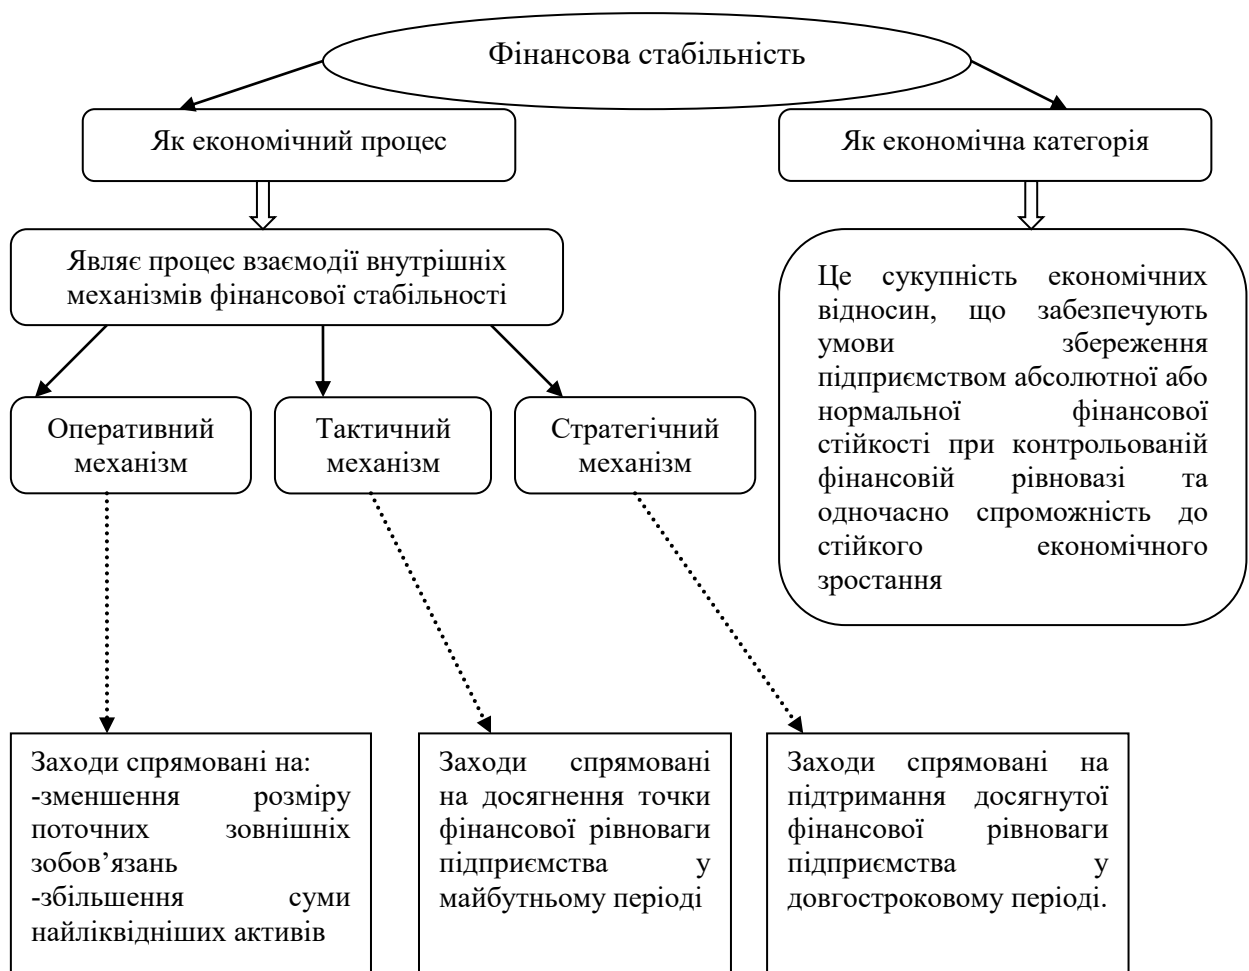 Фінансова стабільність
Як економічний процес
Як економічна категорія
Являє процес взаємодії внутрішніх
механізмів фінансової стабільності
Це сукупність економічних
відносин, що забезпечують
умови збереження
підприємством абсолютної або
нормальної фінансової
стійкості при контрольованій
фінансовій рівновазі та
одночасно спроможність до
стійкого економічного
зростання
Оперативний
механізм
Тактичний
механізм
Стратегічний
механізм
Заходи спрямовані на:
-зменшення розміру
поточних зовнішніх
зобов’язань
-збільшення суми
найліквідніших активів
Заходи спрямовані
на досягнення точки
фінансової рівноваги
підприємства у
майбутньому періоді
Заходи спрямовані на
підтримання досягнутої
фінансової рівноваги
підприємства у
довгостроковому періоді.